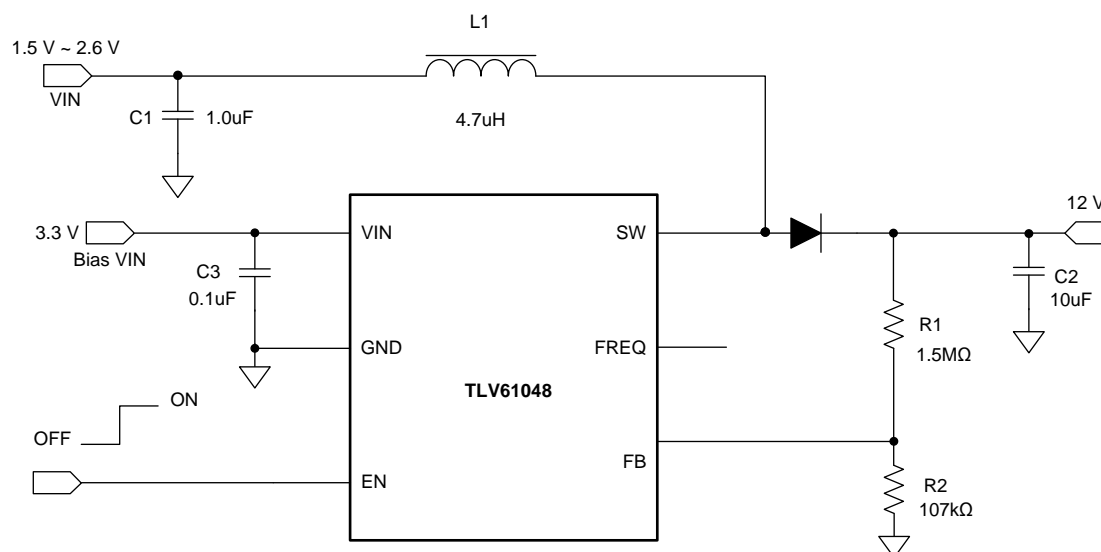 L1
1.5 V ~ 2.6 V
VIN
C1
1.0uF
4.7uH
3.3 V
Bias VIN
VIN
SW
12 V
C3
0.1uF
C2
10uF
R1
1.5MΩ
GND
FREQ
TLV61048
ON
OFF
FB
EN
R2
107kΩ